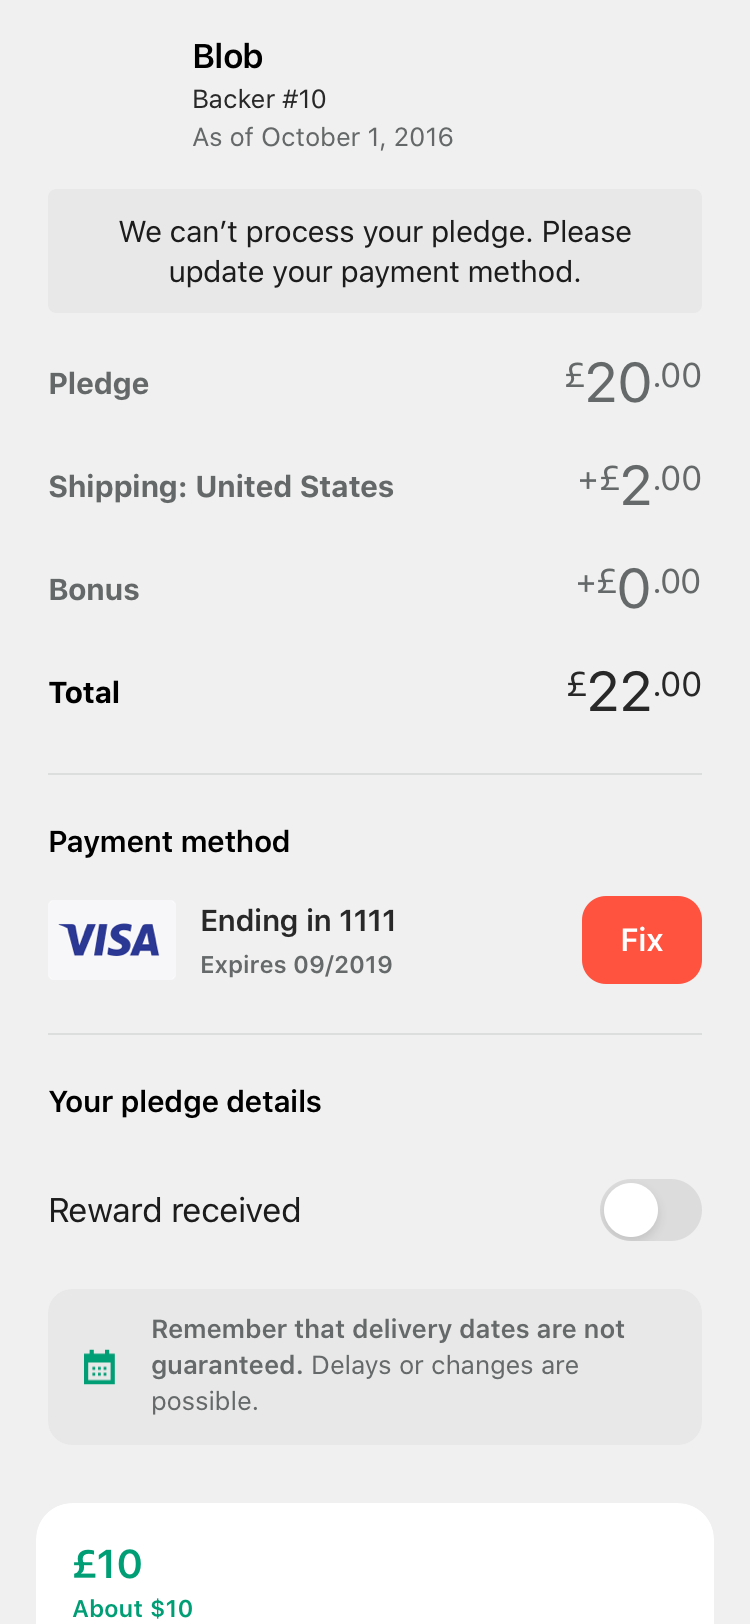 Blob
Backer #10
As of October 1, 2016
We can’t process your pledge. Please
update your payment method.
Pledge £20.00
Shipping: United States +£2.00
Bonus +£0.00
Total £22.00
Payment method
VISA
Ending in 1111
Expires 09/2019
Fix
Your pledge details
Reward received
Remember that delivery dates are not
guaranteed. Delays or changes are
possible.
£10
About $10